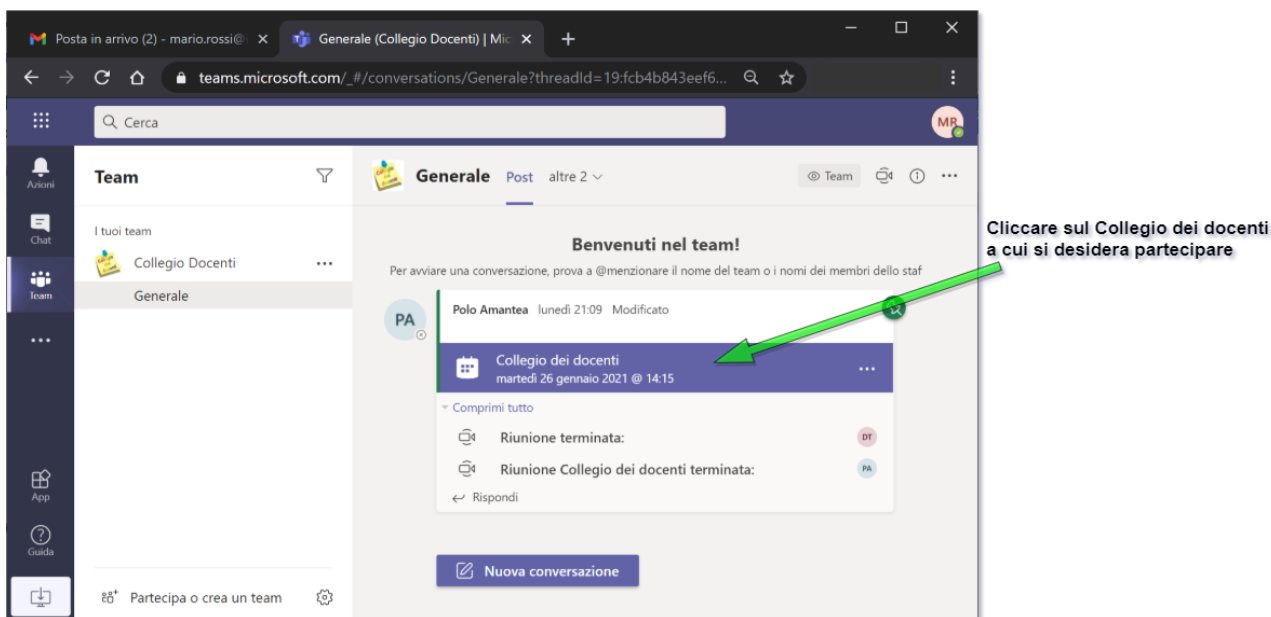 Posta in arrivo (2) - mario.rossi@
Generale (Collegio Docenti) | Mic
teams.microsoft.com/_#/conversations/Generale?threadId=19:fcb4b843eef6...
Cerca
MR
Azioni
Chat
Team
App
Guida
Team
I tuoi team
Collegio Docenti
Generale
Partecipa o crea un team
Generale Post altre 2
Team
Benvenuti nel team!
Per avviare una conversazione, prova a @menzionare il nome del team o i nomi dei membri dello staf
PA
Polo Amantea lunedì 21:09 Modificato
Collegio dei docenti
martedì 26 gennaio 2021 @ 14:15
Comprimi tutto
Riunione terminata:
DT
Riunione Collegio dei docenti terminata:
PA
Rispondi
Nuova conversazione
Cliccare sul Collegio dei docenti
a cui si desidera partecipare